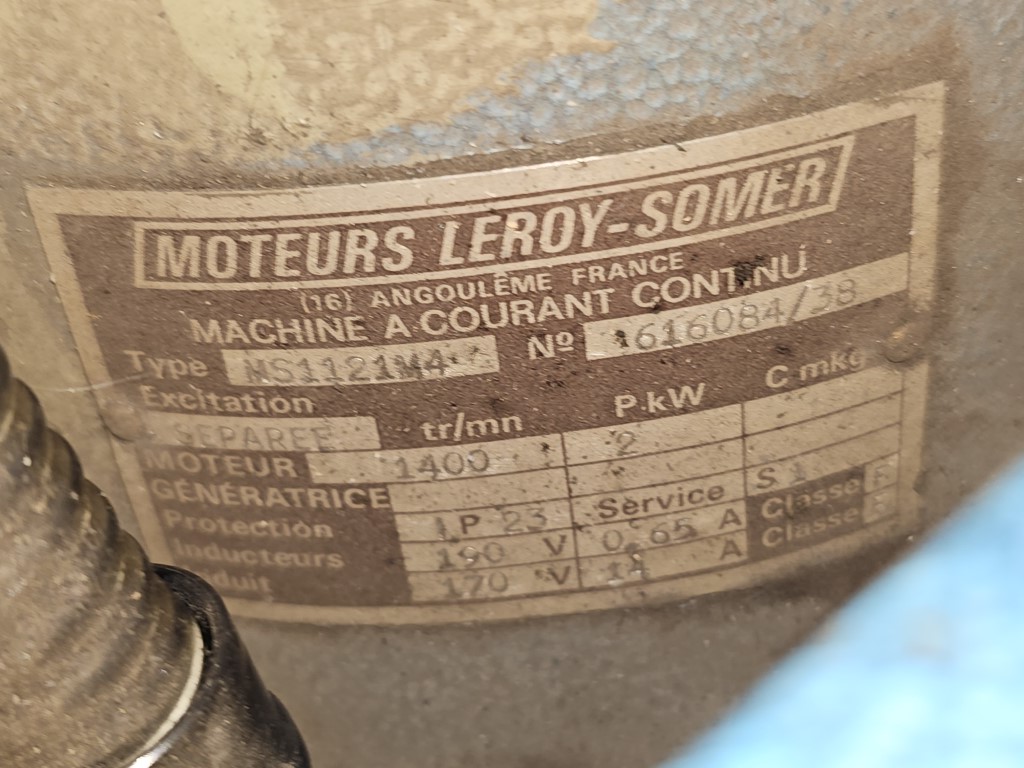 MOTEURS LEROY-SOMER
(16) ANGOULÊME FRANCE
MACHINE A COURANT CONTINU
Type MS1121M4 Nº 1616084/38
Excitation tr/mn P.kW C mkg
SEPAREE
MOTEUR 1400 2
GÉNÉRATRICE
Protection IP 23 Service S 1
Inducteurs 190 V 0,65 A Classe F
170 V 14 A Classe